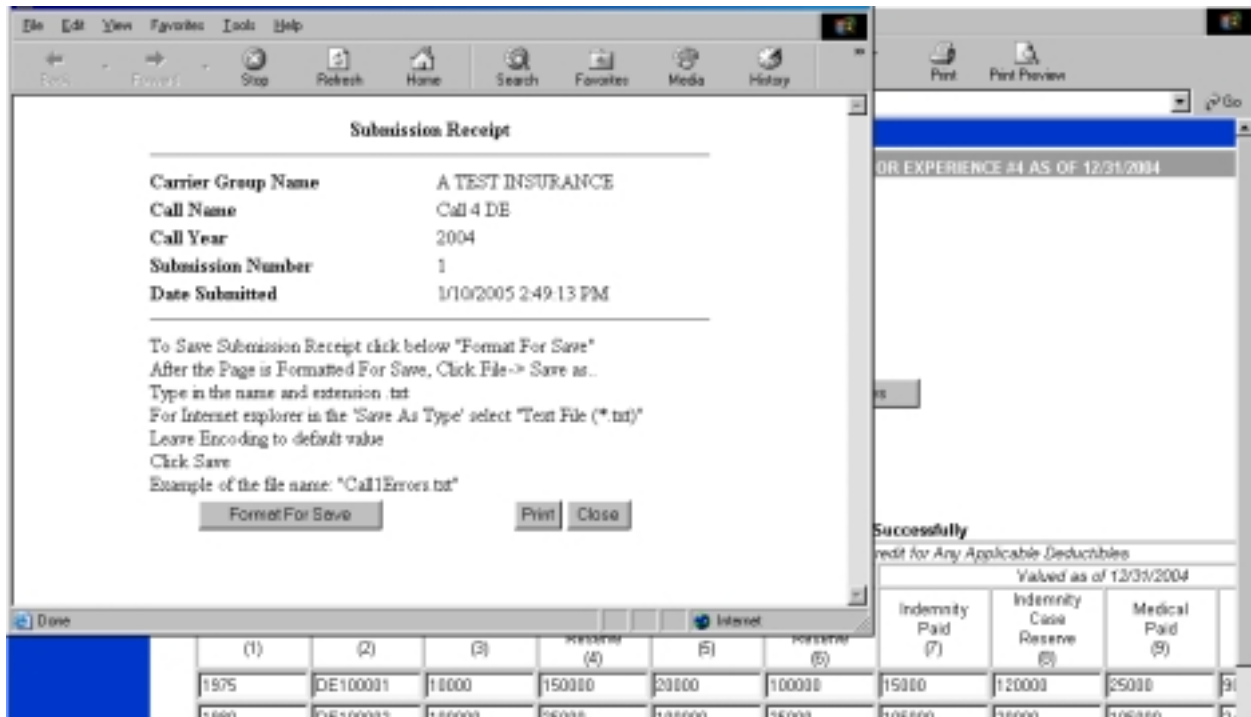 File Edit View Favorites Tools Help
Back Forward Stop Refresh Home Search Favorites Media History »
Print Print Preview
Go
Submission Receipt
OR EXPERIENCE #4 AS OF 12/31/2004
Carrier Group Name A TEST INSURANCE
Call Name Call 4 DE
Call Year 2004
Submission Number 1
Date Submitted 1/10/2005 2:49:13 PM
To Save Submission Receipt click below "Format For Save"
After the Page is Formatted For Save, Click File-> Save as..
Type in the name and extension .txt
For Internet explorer in the 'Save As Type' select "Text File (*.txt)"
Leave Encoding to default value
Click Save
Example of the file name: "Call1Errors.txt"
Format For Save Print Close
Successfully
redit for Any Applicable Deductibles
Valued as of 12/31/2004
Done Internet
Indemnity Paid (7)
Indemnity Case Reserve (8)
Medical Paid (9)
(1) (2) (3) Reserve (4) (5) Reserve (6)
1975 DE100001 10000 150000 20000 100000 15000 120000 25000